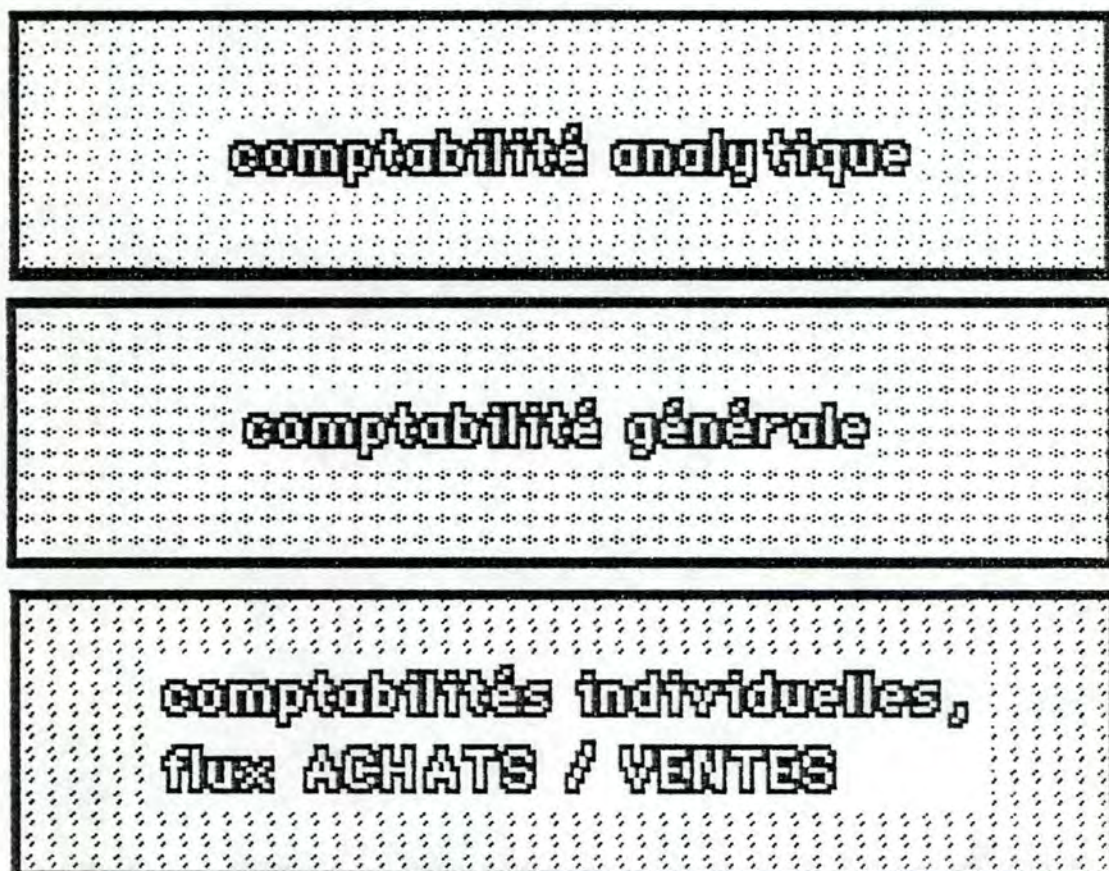 comptabilité analytique
comptabilité générale
comptabilités individuelles,
flux ACHATS / VENTES